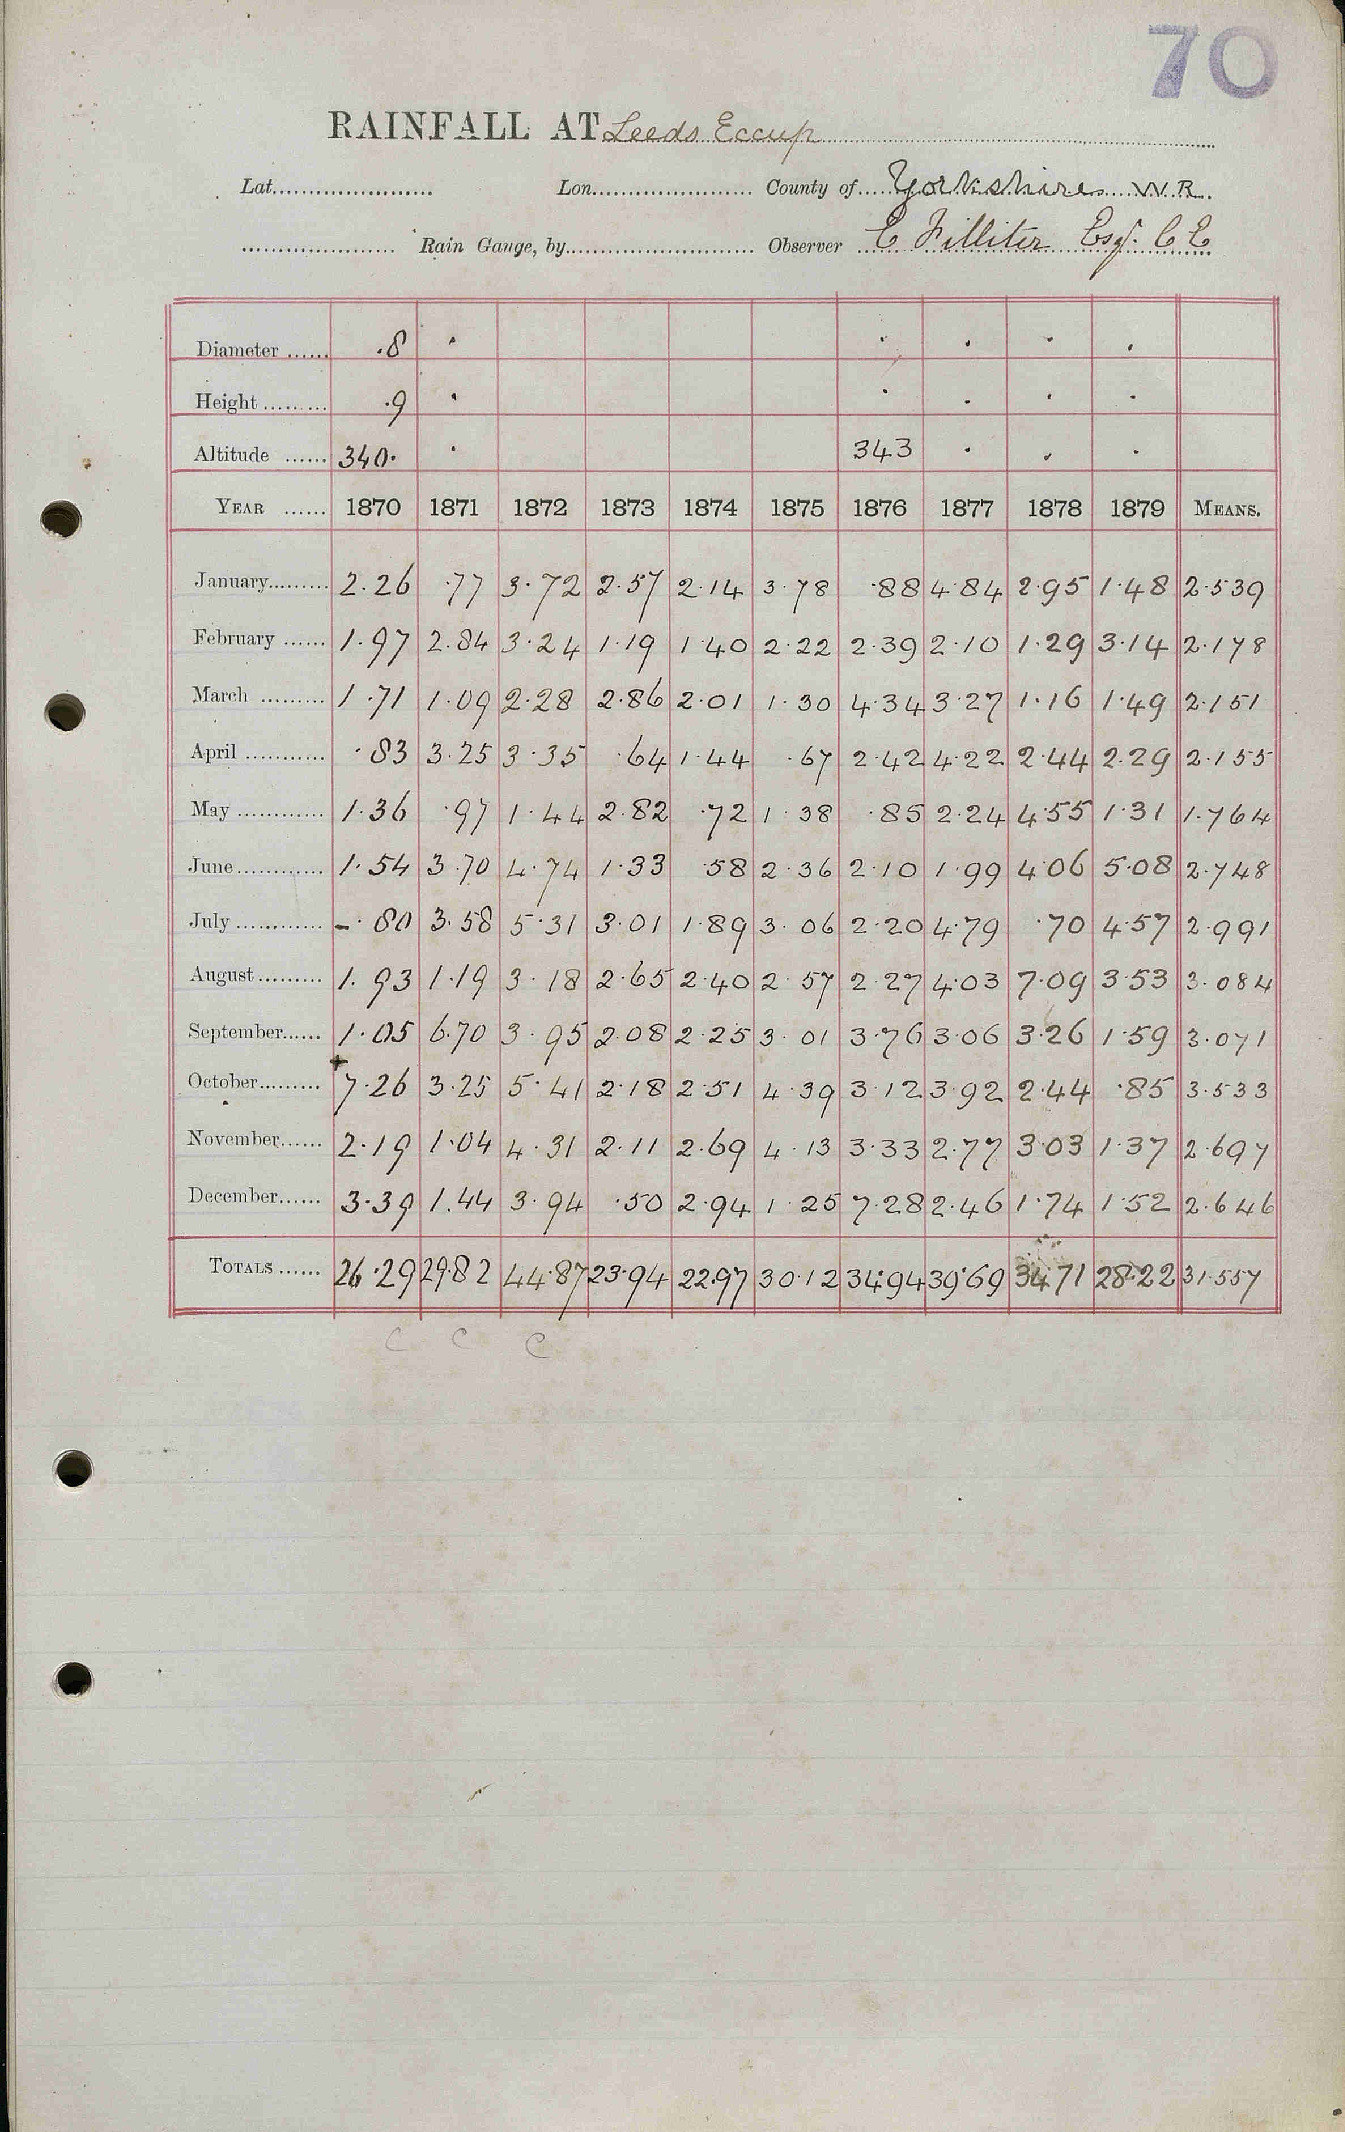 70
RAINFALL AT Leeds Eccup
Lat. Lon. County of Yorkshire W.R.
Rain Gauge, by Observer E Filliter Esq. C E
Diameter ...... .8
Height ......... .9
Altitude ...... 340. 343
YEAR ...... 1870 1871 1872 1873 1874 1875 1876 1877 1878 1879 MEANS.
January......... 2.26 .77 3.72 2.57 2.14 3.78 .88 4.84 2.95 1.48 2.539
February ...... 1.97 2.84 3.24 1.19 1.40 2.22 2.39 2.10 1.29 3.14 2.178
March ......... 1.71 1.09 2.28 2.86 2.01 1.30 4.34 3.27 1.16 1.49 2.151
April ............ .83 3.25 3.35 .64 1.44 .67 2.42 4.22 2.44 2.29 2.155
May ............ 1.36 .97 1.44 2.82 .72 1.38 .85 2.24 4.55 1.31 1.764
June............ 1.54 3.70 4.74 1.33 .58 2.36 2.10 1.99 4.06 5.08 2.748
July ............ -.80 3.58 5.31 3.01 1.89 3.06 2.20 4.79 .70 4.57 2.991
August......... 1.93 1.19 3.18 2.65 2.40 2.57 2.27 4.03 7.09 3.53 3.084
September...... 1.05 6.70 3.95 2.08 2.25 3.01 3.76 3.06 3.26 1.59 3.071
October......... +7.26 3.25 5.41 2.18 2.51 4.39 3.12 3.92 2.44 .85 3.533
November...... 2.19 1.04 4.31 2.11 2.69 4.13 3.33 2.77 3.03 1.37 2.697
December...... 3.39 1.44 3.94 .50 2.94 1.25 7.28 2.46 1.74 1.52 2.646
TOTALS ...... 26.29 29.82 44.87 23.94 22.97 30.12 34.94 39.69 34.71 28.22 31.557
C C C